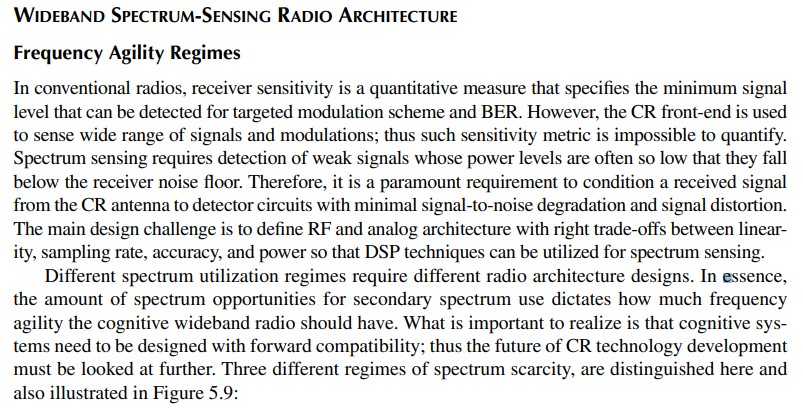 WIDEBAND SPECTRUM-SENSING RADIO ARCHITECTURE
Frequency Agility Regimes
In conventional radios, receiver sensitivity is a quantitative measure that specifies the minimum signal
level that can be detected for targeted modulation scheme and BER. However, the CR front-end is used
to sense wide range of signals and modulations; thus such sensitivity metric is impossible to quantify.
Spectrum sensing requires detection of weak signals whose power levels are often so low that they fall
below the receiver noise floor. Therefore, it is a paramount requirement to condition a received signal
from the CR antenna to detector circuits with minimal signal-to-noise degradation and signal distortion.
The main design challenge is to define RF and analog architecture with right trade-offs between linear-
ity, sampling rate, accuracy, and power so that DSP techniques can be utilized for spectrum sensing.
Different spectrum utilization regimes require different radio architecture designs. In essence,
the amount of spectrum opportunities for secondary spectrum use dictates how much frequency
agility the cognitive wideband radio should have. What is important to realize is that cognitive sys-
tems need to be designed with forward compatibility; thus the future of CR technology development
must be looked at further. Three different regimes of spectrum scarcity, are distinguished here and
also illustrated in Figure 5.9: